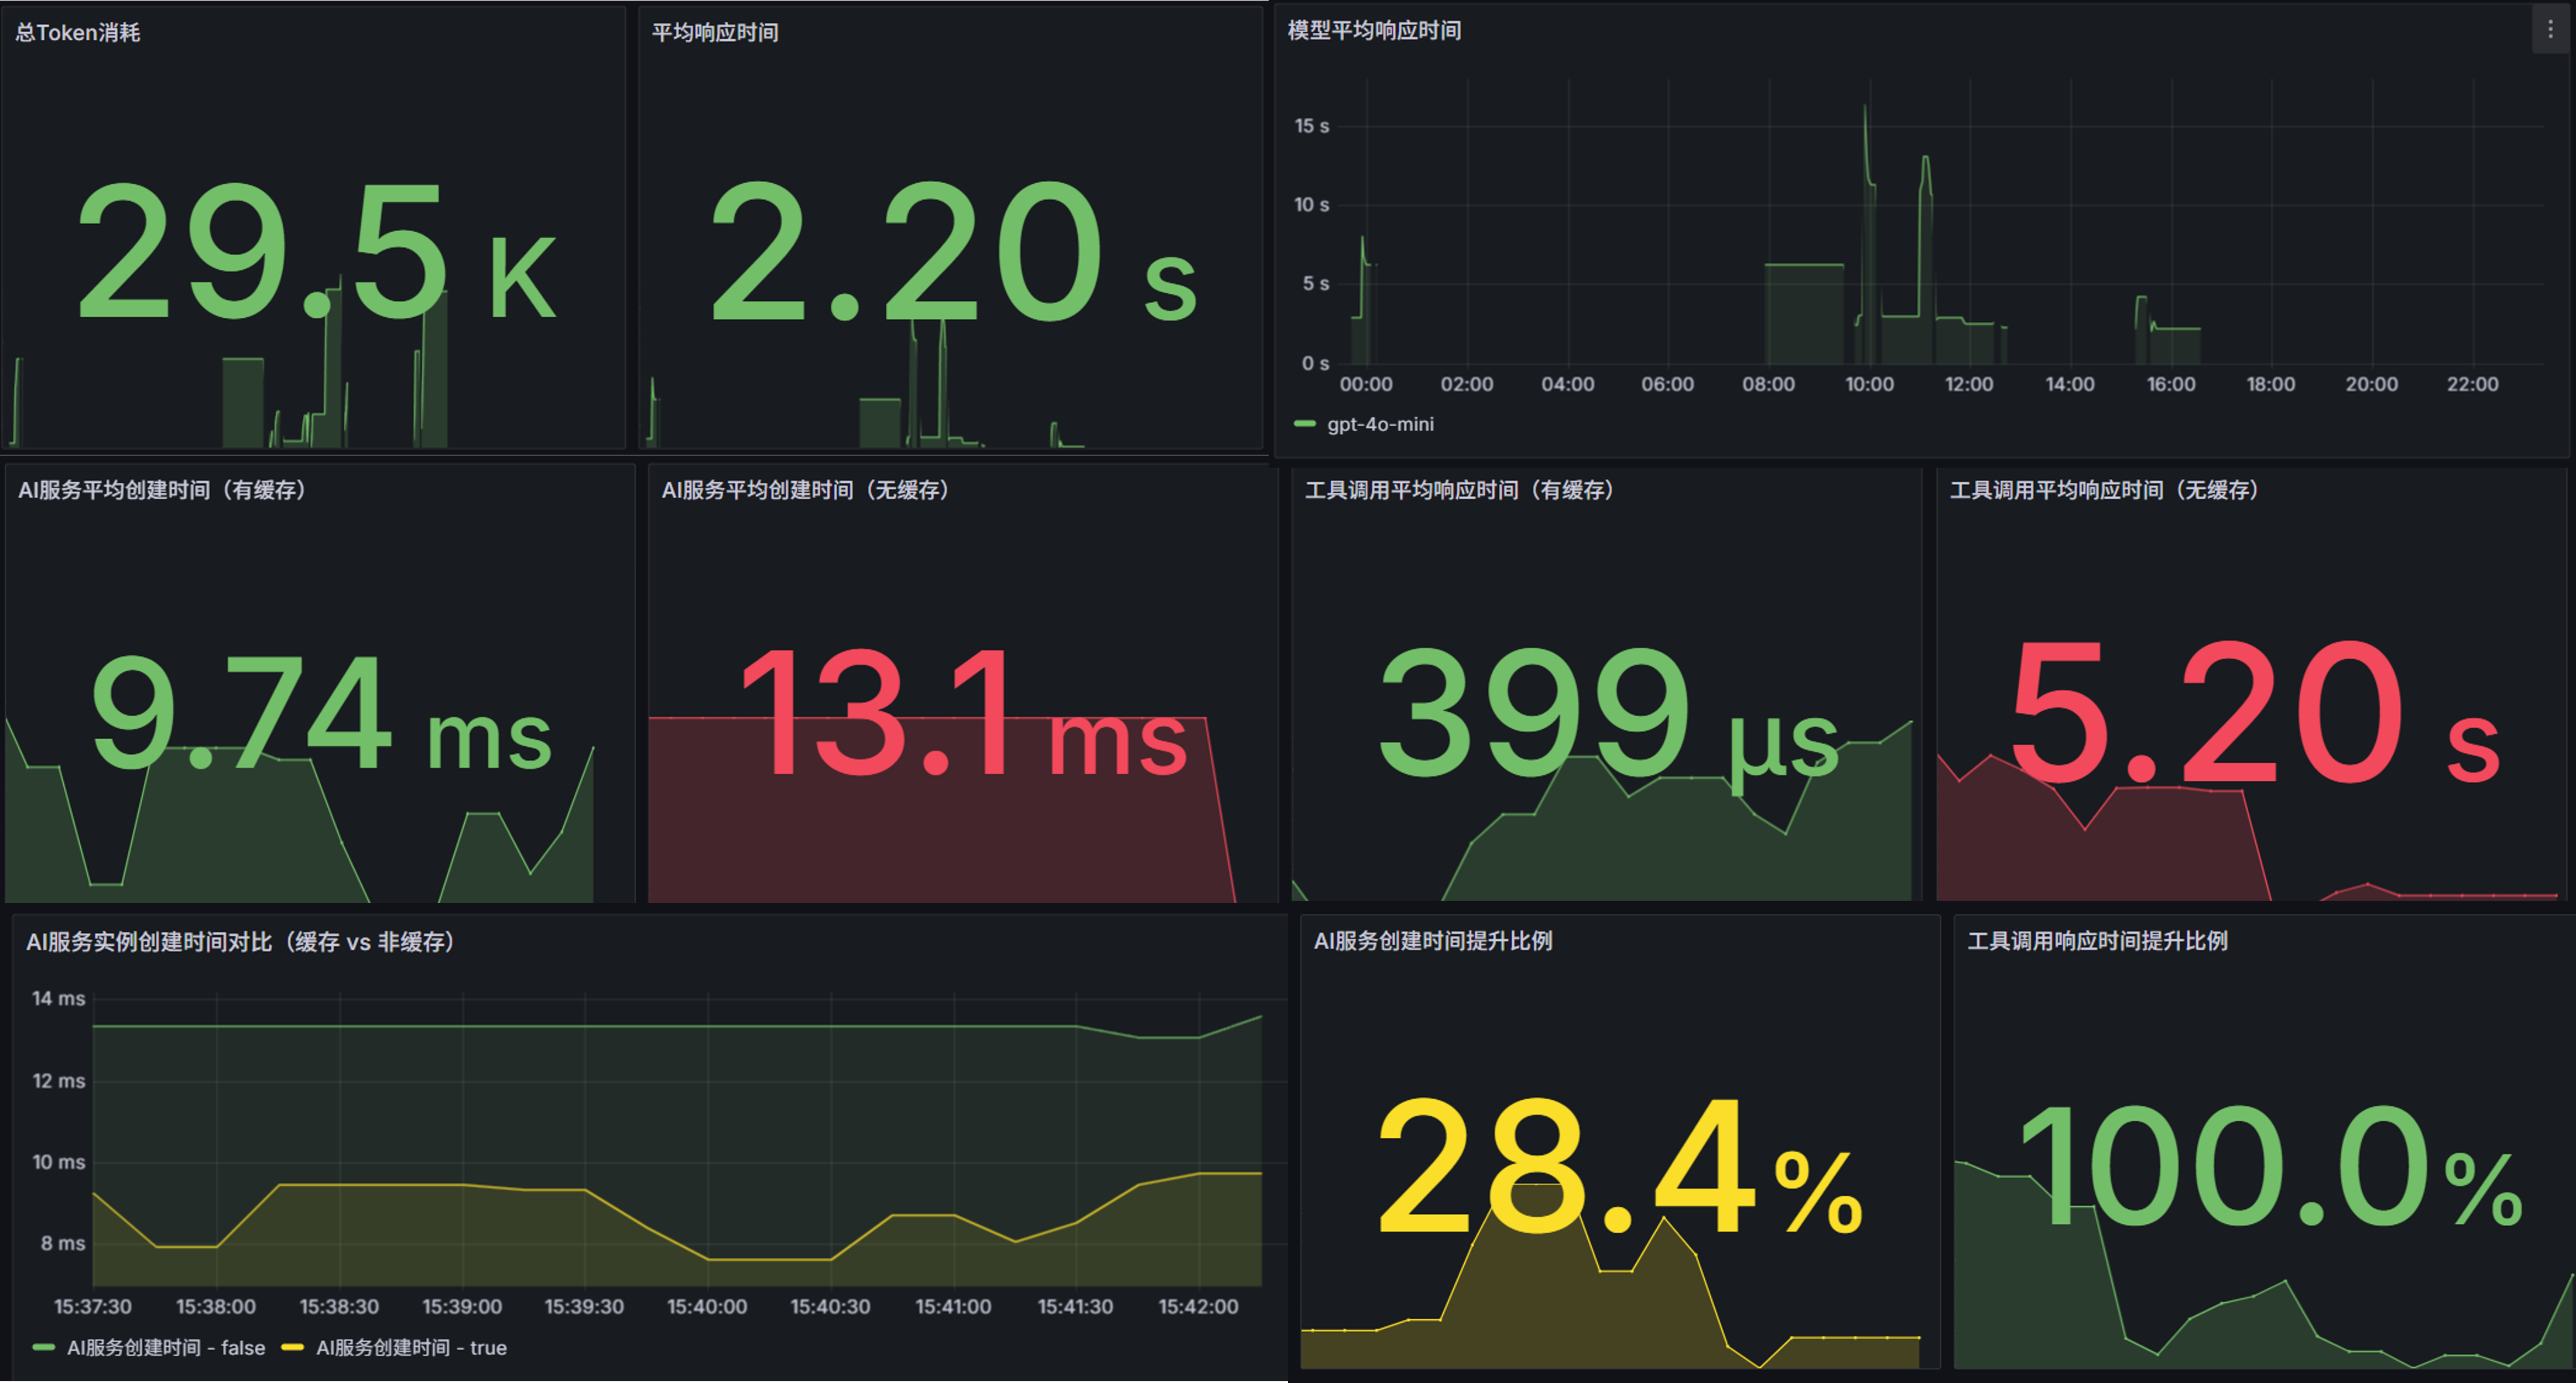 总Token消耗
29.5 K
平均响应时间
2.20 s
模型平均响应时间
15 s
10 s
5 s
0 s
00:00 02:00 04:00 06:00 08:00 10:00 12:00 14:00 16:00 18:00 20:00 22:00
gpt-4o-mini
AI服务平均创建时间（有缓存）
9.74 ms
AI服务平均创建时间（无缓存）
13.1 ms
工具调用平均响应时间（有缓存）
399 µs
工具调用平均响应时间（无缓存）
5.20 s
AI服务实例创建时间对比（缓存 vs 非缓存）
14 ms
12 ms
10 ms
8 ms
15:37:30 15:38:00 15:38:30 15:39:00 15:39:30 15:40:00 15:40:30 15:41:00 15:41:30 15:42:00
AI服务创建时间 - false AI服务创建时间 - true
AI服务创建时间提升比例
28.4%
工具调用响应时间提升比例
100.0%